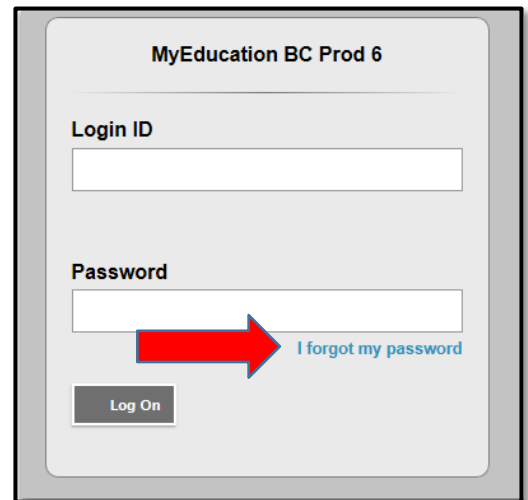 MyEducation BC Prod 6
Login ID
Password
I forgot my password
Log On